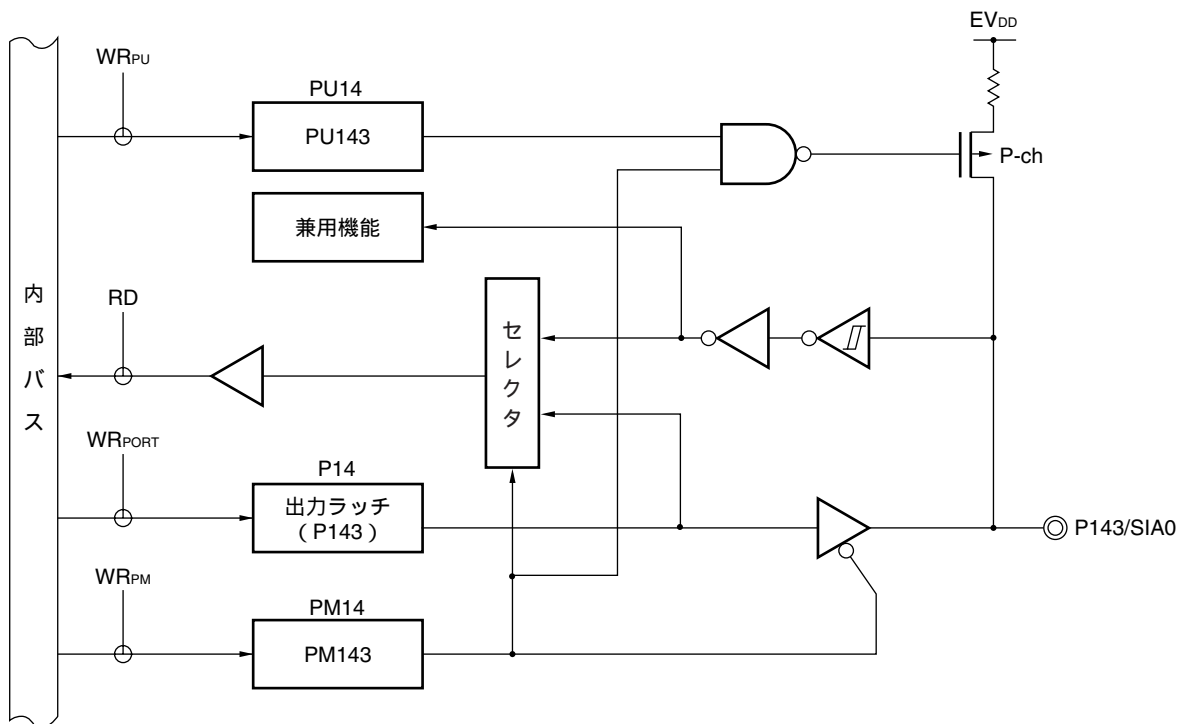 EVDD
WRPU
PU14
PU143
P-ch
兼用機能
内部バス
RD
セレクタ
WRPORT
P14
出力ラッチ
（P143）
P143/SIA0
WRPM
PM14
PM143